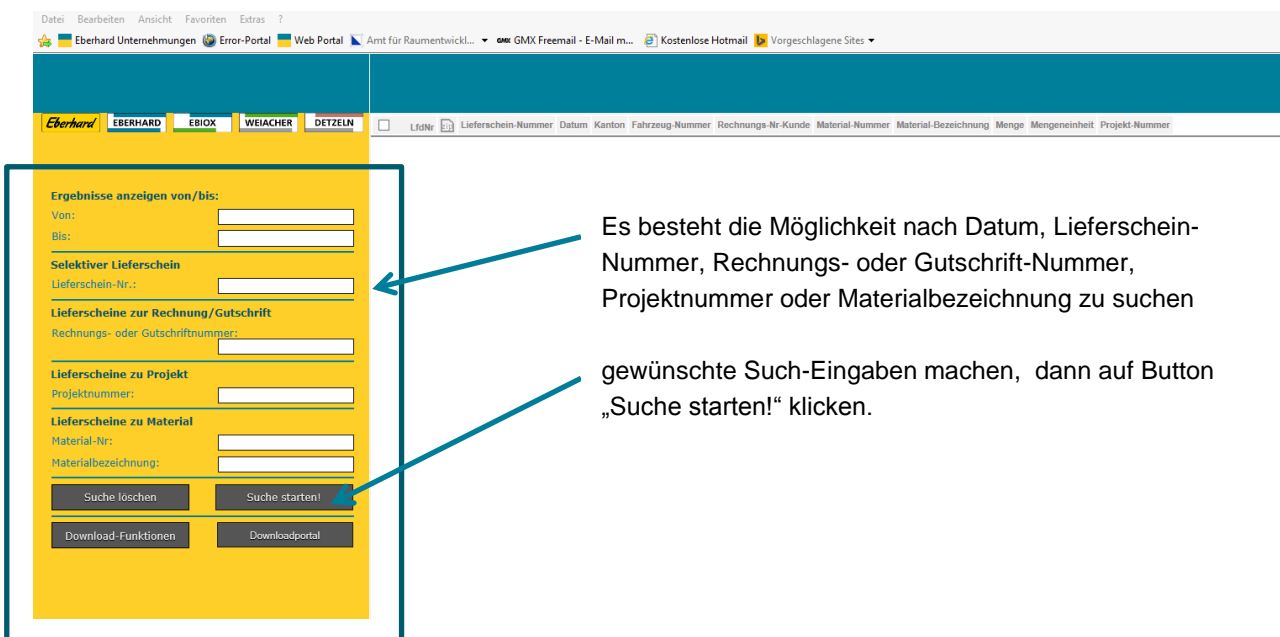 Datei Bearbeiten Ansicht Favoriten Extras ?
Eberhard Unternehmungen Error-Portal Web Portal Amt für Raumentwickl... GMX GMX Freemail - E-Mail m... Kostenlose Hotmail Vorgeschlagene Sites
Eberhard EBERHARD EBIOX WEIACHER DETZELN
LfdNr Lieferschein-Nummer Datum Kanton Fahrzeug-Nummer Rechnungs-Nr-Kunde Material-Nummer Material-Bezeichnung Menge Mengeneinheit Projekt-Nummer
Ergebnisse anzeigen von/bis:
Von:
Bis:
Selektiver Lieferschein
Lieferschein-Nr.:
Lieferscheine zur Rechnung/Gutschrift
Rechnungs- oder Gutschriftnummer:
Lieferscheine zu Projekt
Projektnummer:
Lieferscheine zu Material
Material-Nr:
Materialbezeichnung:
Suche löschen Suche starten!
Download-Funktionen Downloadportal
Es besteht die Möglichkeit nach Datum, Lieferschein-
Nummer, Rechnungs- oder Gutschrift-Nummer,
Projektnummer oder Materialbezeichnung zu suchen
gewünschte Such-Eingaben machen, dann auf Button
„Suche starten!“ klicken.